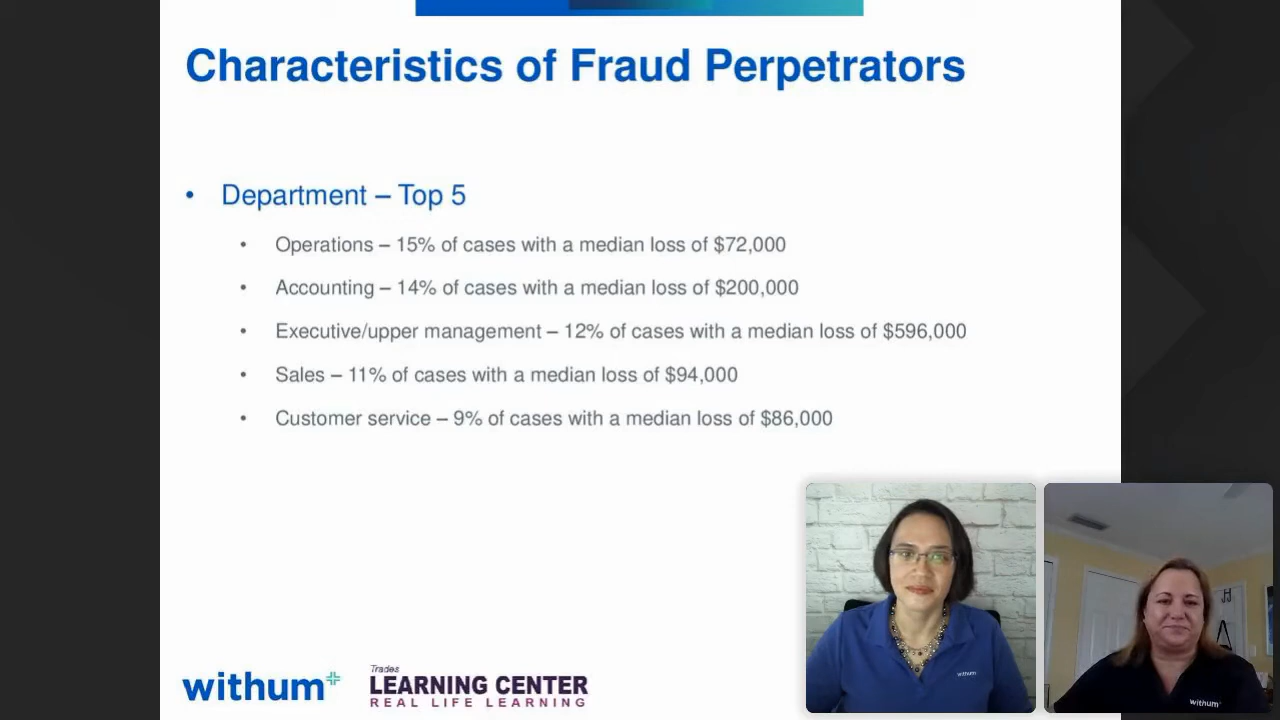 Characteristics of Fraud Perpetrators
• Department – Top 5
• Operations – 15% of cases with a median loss of $72,000
• Accounting – 14% of cases with a median loss of $200,000
• Executive/upper management – 12% of cases with a median loss of $596,000
• Sales – 11% of cases with a median loss of $94,000
• Customer service – 9% of cases with a median loss of $86,000
withum+
Trades
LEARNING CENTER
REAL LIFE LEARNING
withum
withum